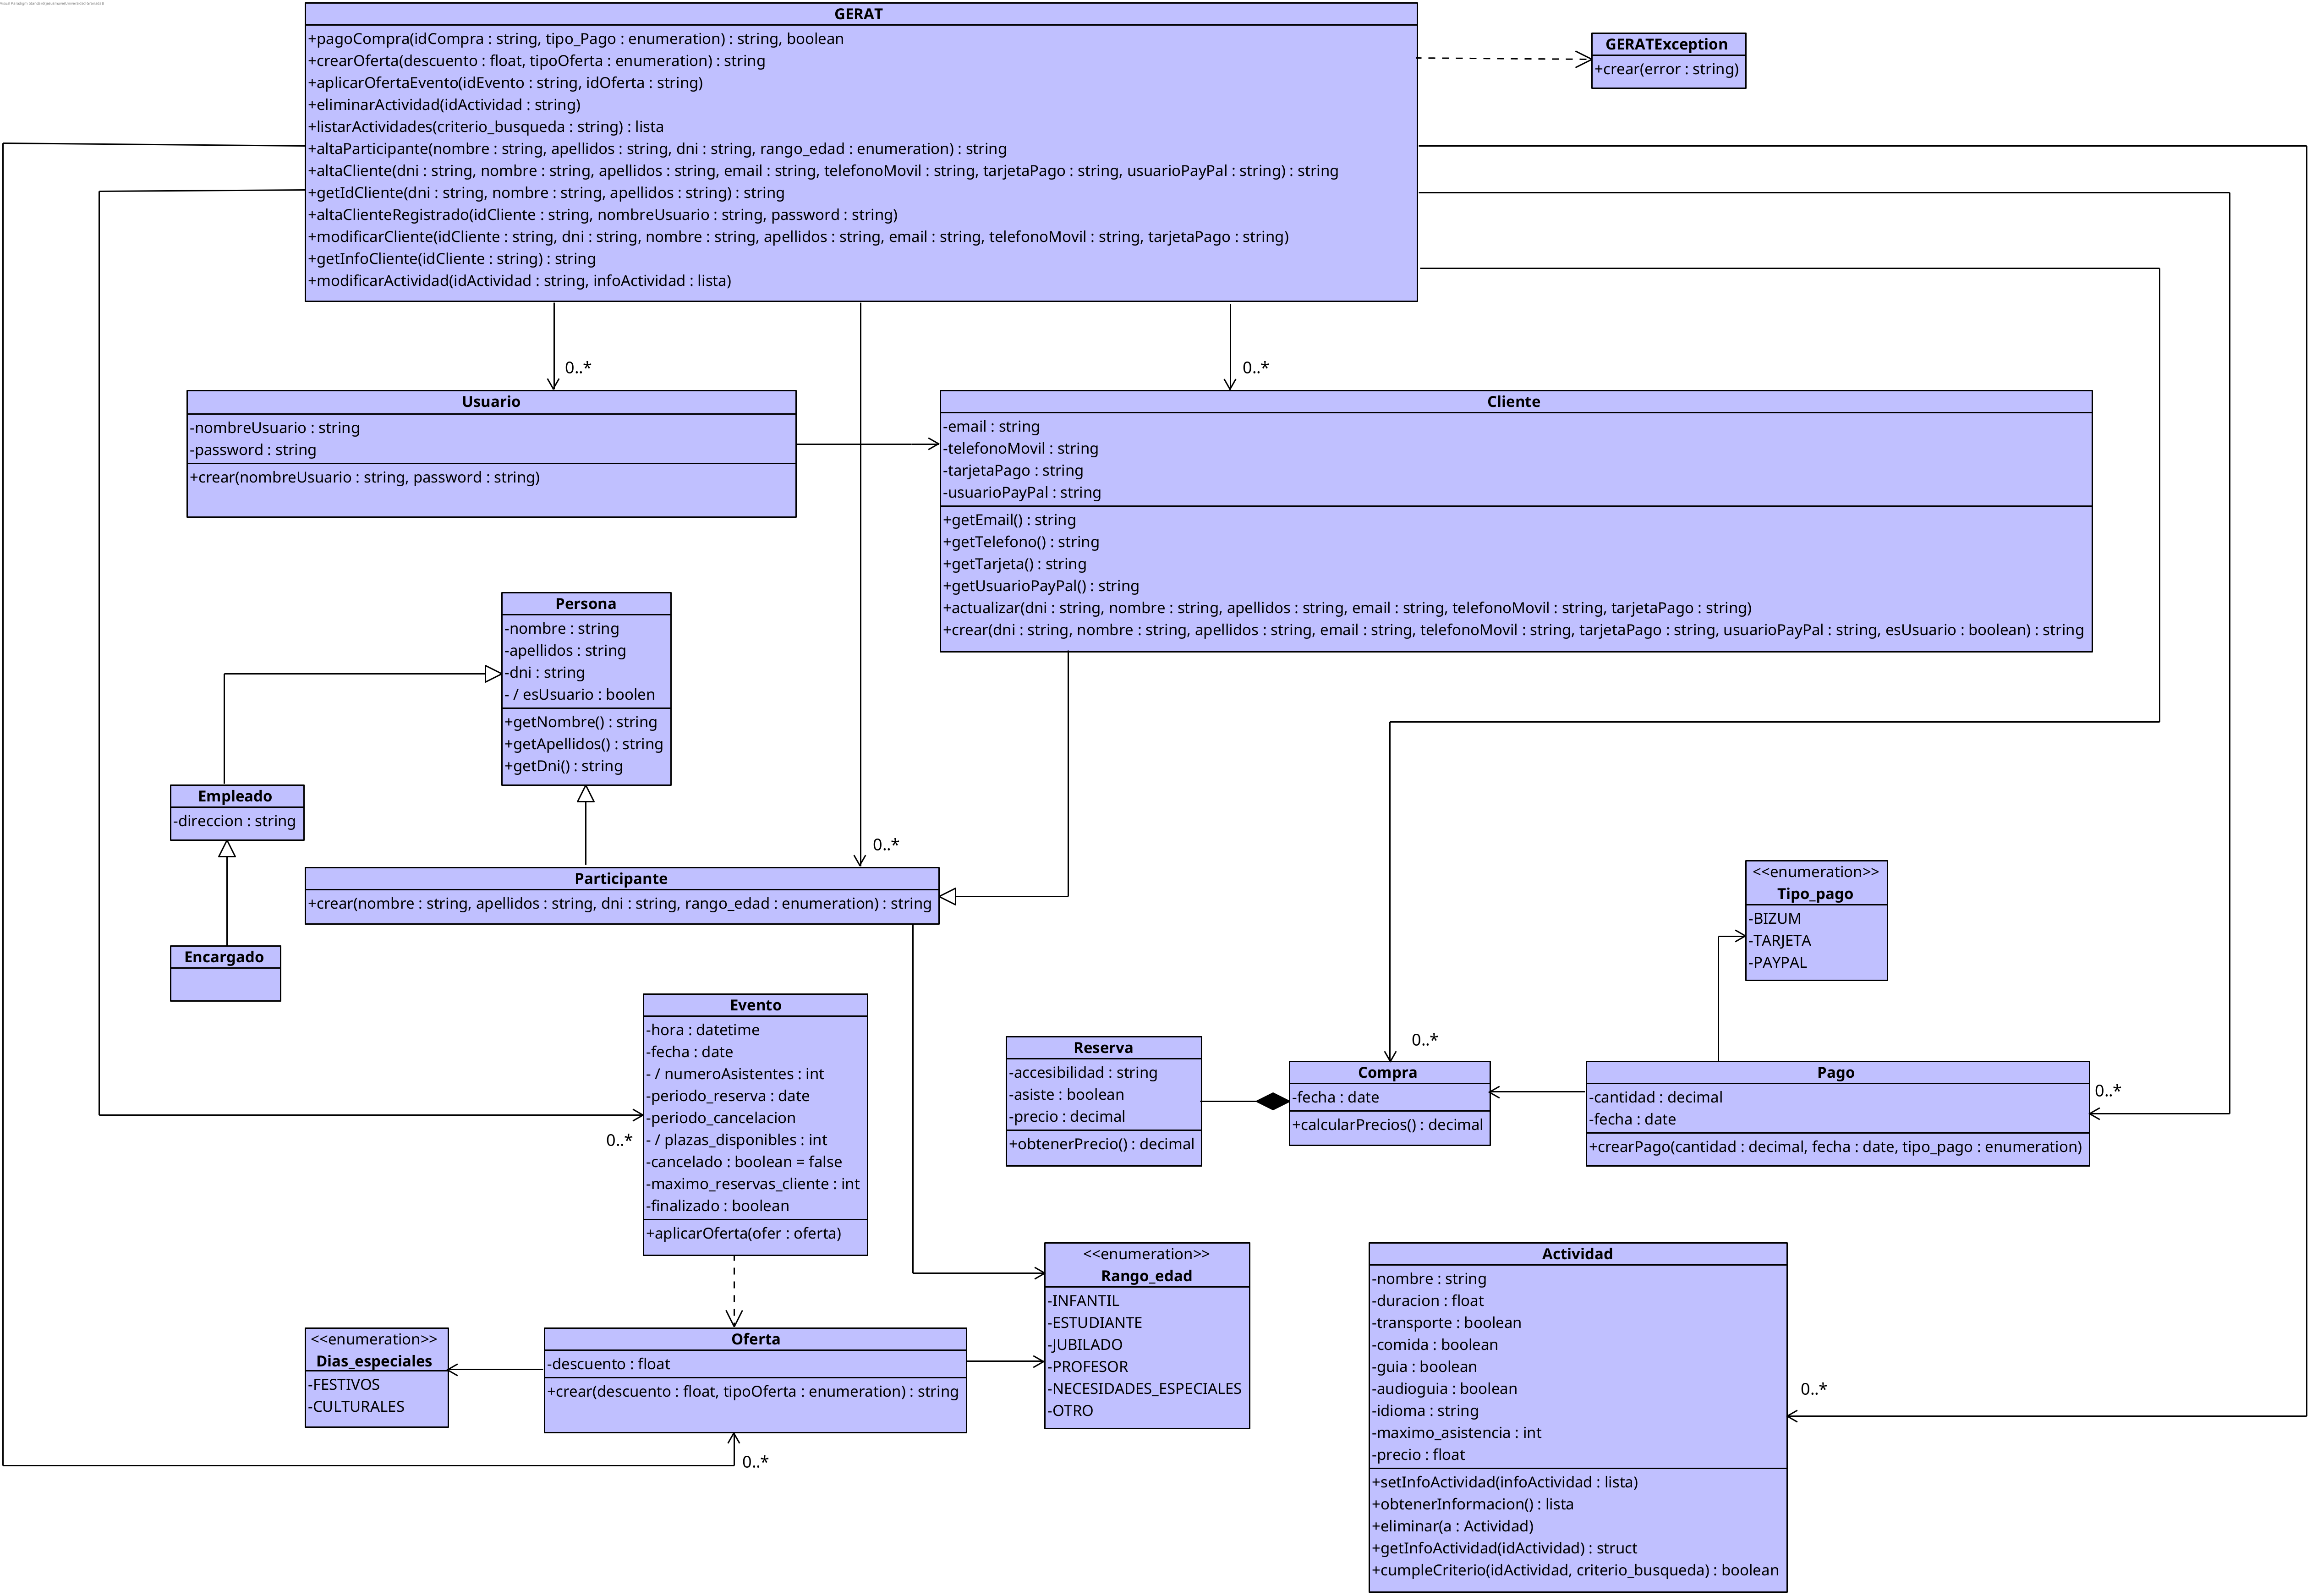 Visual Paradigm Standard(gabsanmoe(Universidad Granada))
GERAT
+pagoCompra(idCompra : string, tipo_Pago : enumeration) : string, boolean
+crearOferta(descuento : float, tipoOferta : enumeration) : string
+aplicarOfertaEvento(idEvento : string, idOferta : string)
+eliminarActividad(idActividad : string)
+listarActividades(criterio_busqueda : string) : lista
+altaParticipante(nombre : string, apellidos : string, dni : string, rango_edad : enumeration) : string
+altaCliente(dni : string, nombre : string, apellidos : string, email : string, telefonoMovil : string, tarjetaPago : string, usuarioPayPal : string) : string
+getIdCliente(dni : string, nombre : string, apellidos : string) : string
+altaClienteRegistrado(idCliente : string, nombreUsuario : string, password : string)
+modificarCliente(idCliente : string, dni : string, nombre : string, apellidos : string, email : string, telefonoMovil : string, tarjetaPago : string)
+getInfoCliente(idCliente : string) : string
+modificarActividad(idActividad : string, infoActividad : lista)
GERATException
+crear(error : string)
0..*
0..*
Usuario
-nombreUsuario : string
-password : string
+crear(nombreUsuario : string, password : string)
Cliente
-email : string
-telefonoMovil : string
-tarjetaPago : string
-usuarioPayPal : string
+getEmail() : string
+getTelefono() : string
+getTarjeta() : string
+getUsuarioPayPal() : string
+actualizar(dni : string, nombre : string, apellidos : string, email : string, telefonoMovil : string, tarjetaPago : string)
+crear(dni : string, nombre : string, apellidos : string, email : string, telefonoMovil : string, tarjetaPago : string, usuarioPayPal : string, esUsuario : boolean) : string
Persona
-nombre : string
-apellidos : string
-dni : string
- / esUsuario : boolen
+getNombre() : string
+getApellidos() : string
+getDni() : string
Empleado
-direccion : string
0..*
Participante
+crear(nombre : string, apellidos : string, dni : string, rango_edad : enumeration) : string
Encargado
<<enumeration>>
Tipo_pago
-BIZUM
-TARJETA
-PAYPAL
Evento
-hora : datetime
-fecha : date
- / numeroAsistentes : int
-periodo_reserva : date
-periodo_cancelacion
- / plazas_disponibles : int
-cancelado : boolean = false
-maximo_reservas_cliente : int
-finalizado : boolean
+aplicarOferta(ofer : oferta)
0..*
Reserva
-accesibilidad : string
-asiste : boolean
-precio : decimal
+obtenerPrecio() : decimal
0..*
Compra
-fecha : date
+calcularPrecios() : decimal
Pago
-cantidad : decimal
-fecha : date
+crearPago(cantidad : decimal, fecha : date, tipo_pago : enumeration)
0..*
<<enumeration>>
Rango_edad
-INFANTIL
-ESTUDIANTE
-JUBILADO
-PROFESOR
-NECESIDADES_ESPECIALES
-OTRO
<<enumeration>>
Dias_especiales
-FESTIVOS
-CULTURALES
Oferta
-descuento : float
+crear(descuento : float, tipoOferta : enumeration) : string
0..*
Actividad
-nombre : string
-duracion : float
-transporte : boolean
-comida : boolean
-guia : boolean
-audioguia : boolean
-idioma : string
-maximo_asistencia : int
-precio : float
+setInfoActividad(infoActividad : lista)
+obtenerInformacion() : lista
+eliminar(a : Actividad)
+getInfoActividad(idActividad) : struct
+cumpleCriterio(idActividad, criterio_busqueda) : boolean
0..*